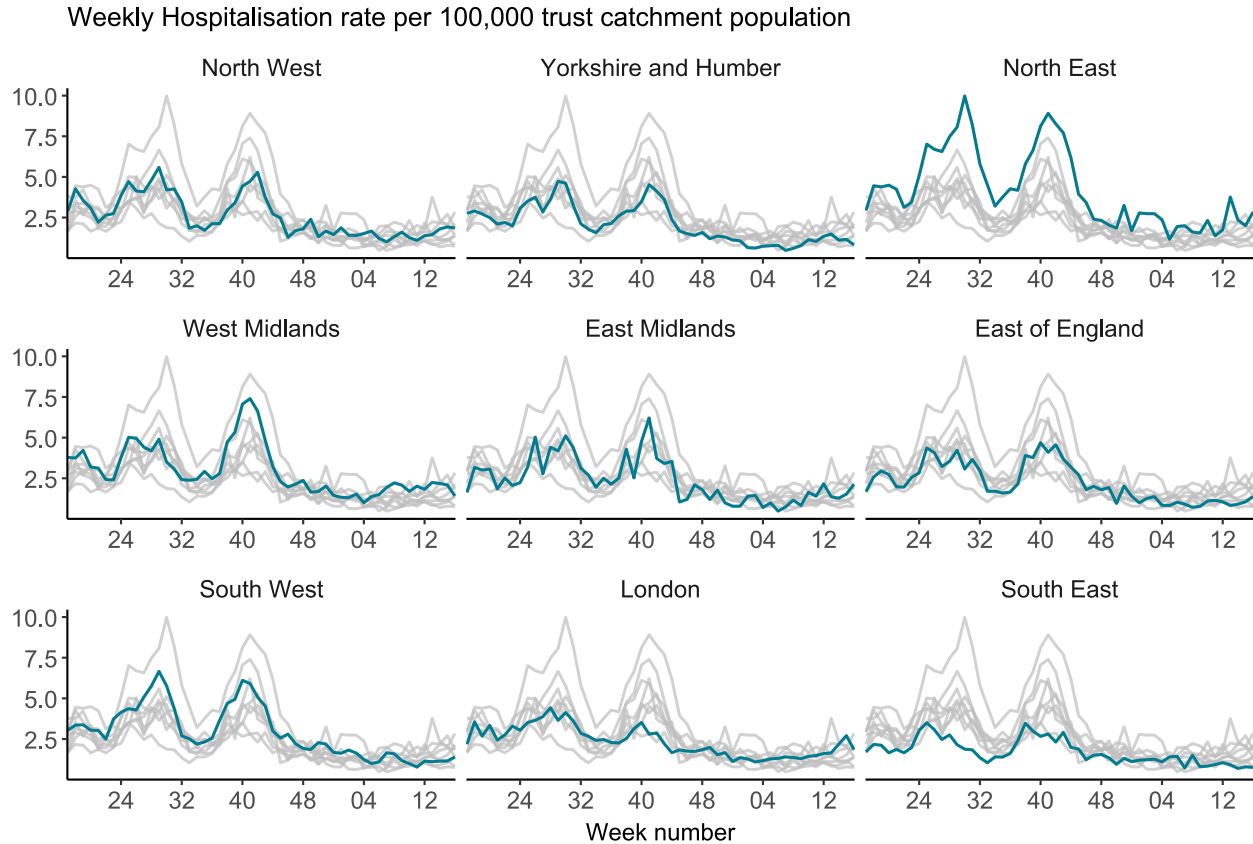 Weekly Hospitalisation rate per 100,000 trust catchment population
North West Yorkshire and Humber North East
10.0
7.5
5.0
2.5
24 32 40 48 04 12 24 32 40 48 04 12 24 32 40 48 04 12
West Midlands East Midlands East of England
10.0
7.5
5.0
2.5
24 32 40 48 04 12 24 32 40 48 04 12 24 32 40 48 04 12
South West London South East
10.0
7.5
5.0
2.5
24 32 40 48 04 12 24 32 40 48 04 12 24 32 40 48 04 12
Week number